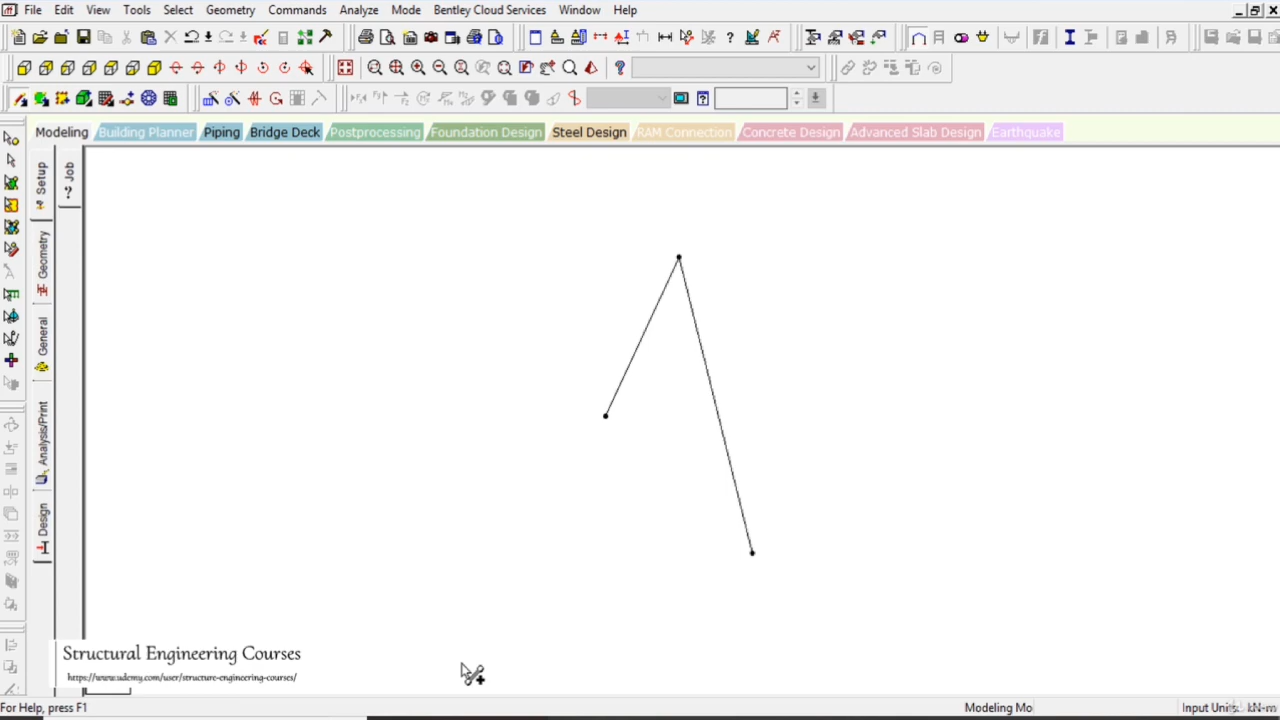 File Edit View Tools Select Geometry Commands Analyze Mode Bentley Cloud Services Window Help
Modeling Building Planner Piping Bridge Deck Postprocessing Foundation Design Steel Design RAM Connection Concrete Design Advanced Slab Design Earthquake
Setup
Job
Geometry
General
Analysis/Print
Design
Structural Engineering Courses
https://www.udemy.com/user/structure-engineering-courses/
For Help, press F1 Modeling Mo Input Units: kN-m